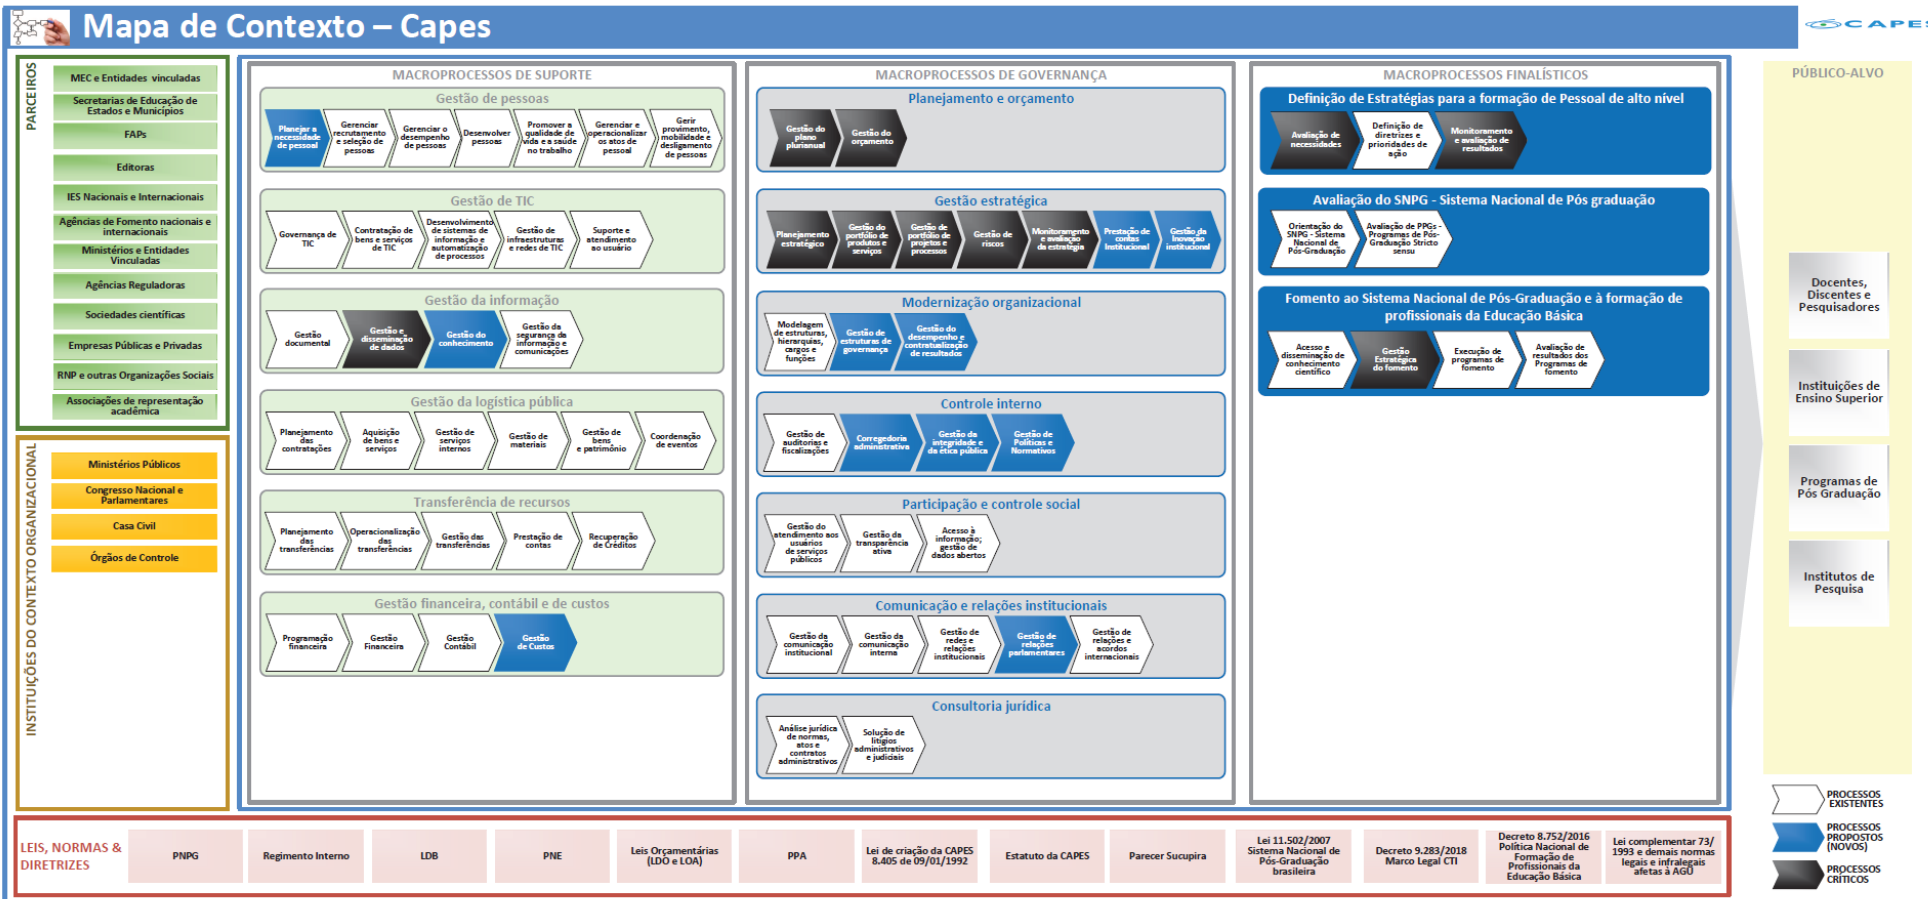 Mapa de Contexto – Capes
CAPES
PARCEIROS
MEC e Entidades vinculadas
Secretarias de Educação de
Estados e Municípios
FAPs
Editoras
IES Nacionais e Internacionais
Agências de Fomento nacionais e
internacionais
Ministérios e Entidades
Vinculadas
Agências Reguladoras
Sociedades científicas
Empresas Públicas e Privadas
RNP e outras Organizações Sociais
Associações de representação
acadêmica
INSTITUIÇÕES DO CONTEXTO ORGANIZACIONAL
Ministérios Públicos
Congresso Nacional e
Parlamentares
Casa Civil
Órgãos de Controle
MACROPROCESSOS DE SUPORTE
Gestão de pessoas
Planejar a
necessidade
de pessoal
Gerenciar
recrutamento
e seleção de
pessoas
Gerenciar o
desempenho
de pessoas
Desenvolver
pessoas
Promover a
qualidade de
vida e a saúde
no trabalho
Gerenciar e
operacionalizar
os atos de
pessoal
Gerir
provimento,
mobilidade e
desligamento
de pessoas
Gestão de TIC
Governança de
TIC
Contratação de
bens e serviços
de TIC
Desenvolvimento
de sistemas de
informação e
automatização
de processos
Gestão de
infraestruturas
e redes de TIC
Suporte e
atendimento
ao usuário
Gestão da informação
Gestão
documental
Gestão e
disseminação
de dados
Gestão do
conhecimento
Gestão da
segurança da
informação e
comunicações
Gestão da logística pública
Planejamento
das
contratações
Aquisição
de bens e
serviços
Gestão de
serviços
internos
Gestão de
materiais
Gestão de
bens
e patrimônio
Coordenação
de eventos
Transferência de recursos
Planejamento
das
transferências
Operacionalização
das
transferências
Gestão das
transferências
Prestação de
contas
Recuperação
de Créditos
Gestão financeira, contábil e de custos
Programação
financeira
Gestão
Financeira
Gestão
Contábil
Gestão
de Custos
MACROPROCESSOS DE GOVERNANÇA
Planejamento e orçamento
Gestão do
plano
plurianual
Gestão do
orçamento
Gestão estratégica
Planejamento
estratégico
Gestão do
portfólio de
produtos e
serviços
Gestão de
portfólio de
projetos e
processos
Gestão de
riscos
Monitoramento
e avaliação
da estratégia
Prestação de
contas
Institucional
Gestão da
Inovação
institucional
Modernização organizacional
Modelagem
de estruturas,
hierarquias,
cargos e
funções
Gestão de
estruturas de
governança
Gestão do
desempenho e
contratualização
de resultados
Controle interno
Gestão de
auditorias e
fiscalizações
Corregedoria
administrativa
Gestão da
integridade e
da ética pública
Gestão de
Políticas e
Normativos
Participação e controle social
Gestão do
atendimento aos
usuários
de serviços
públicos
Gestão da
transparência
ativa
Acesso à
informação;
gestão de
dados abertos
Comunicação e relações institucionais
Gestão da
comunicação
institucional
Gestão da
comunicação
interna
Gestão de
redes e
relações
institucionais
Gestão de
relações
parlamentares
Gestão de
relações e
acordos
internacionais
Consultoria jurídica
Análise jurídica
de normas,
atos e
contratos
administrativos
Solução de
litígios
administrativos
e judiciais
MACROPROCESSOS FINALÍSTICOS
Definição de Estratégias para a formação de Pessoal de alto nível
Avaliação de
necessidades
Definição de
diretrizes e
prioridades de
ação
Monitoramento
e avaliação de
resultados
Avaliação do SNPG - Sistema Nacional de Pós graduação
Orientação do
SNPG - Sistema
Nacional de
Pós-Graduação
Avaliação de PPGs -
Programas de Pós-
Graduação Stricto
sensu
Fomento ao Sistema Nacional de Pós-Graduação e à formação de
profissionais da Educação Básica
Acesso e
disseminação de
conhecimento
científico
Gestão
Estratégica
do fomento
Execução de
programas de
fomento
Avaliação de
resultados dos
Programas de
fomento
PÚBLICO-ALVO
Docentes,
Discentes e
Pesquisadores
Instituições de
Ensino Superior
Programas de
Pós Graduação
Institutos de
Pesquisa
PROCESSOS
EXISTENTES
PROCESSOS
PROPOSTOS
(NOVOS)
PROCESSOS
CRÍTICOS
LEIS, NORMAS &
DIRETRIZES
PNPG
Regimento Interno
LDB
PNE
Leis Orçamentárias
(LDO e LOA)
PPA
Lei de criação da CAPES
8.405 de 09/01/1992
Estatuto da CAPES
Parecer Sucupira
Lei 11.502/2007
Sistema Nacional de
Pós-Graduação
brasileira
Decreto 9.283/2018
Marco Legal CTI
Decreto 8.752/2016
Política Nacional de
Formação de
Profissionais da
Educação Básica
Lei complementar 73/
1993 e demais normas
legais e infralegais
afetas à AGU